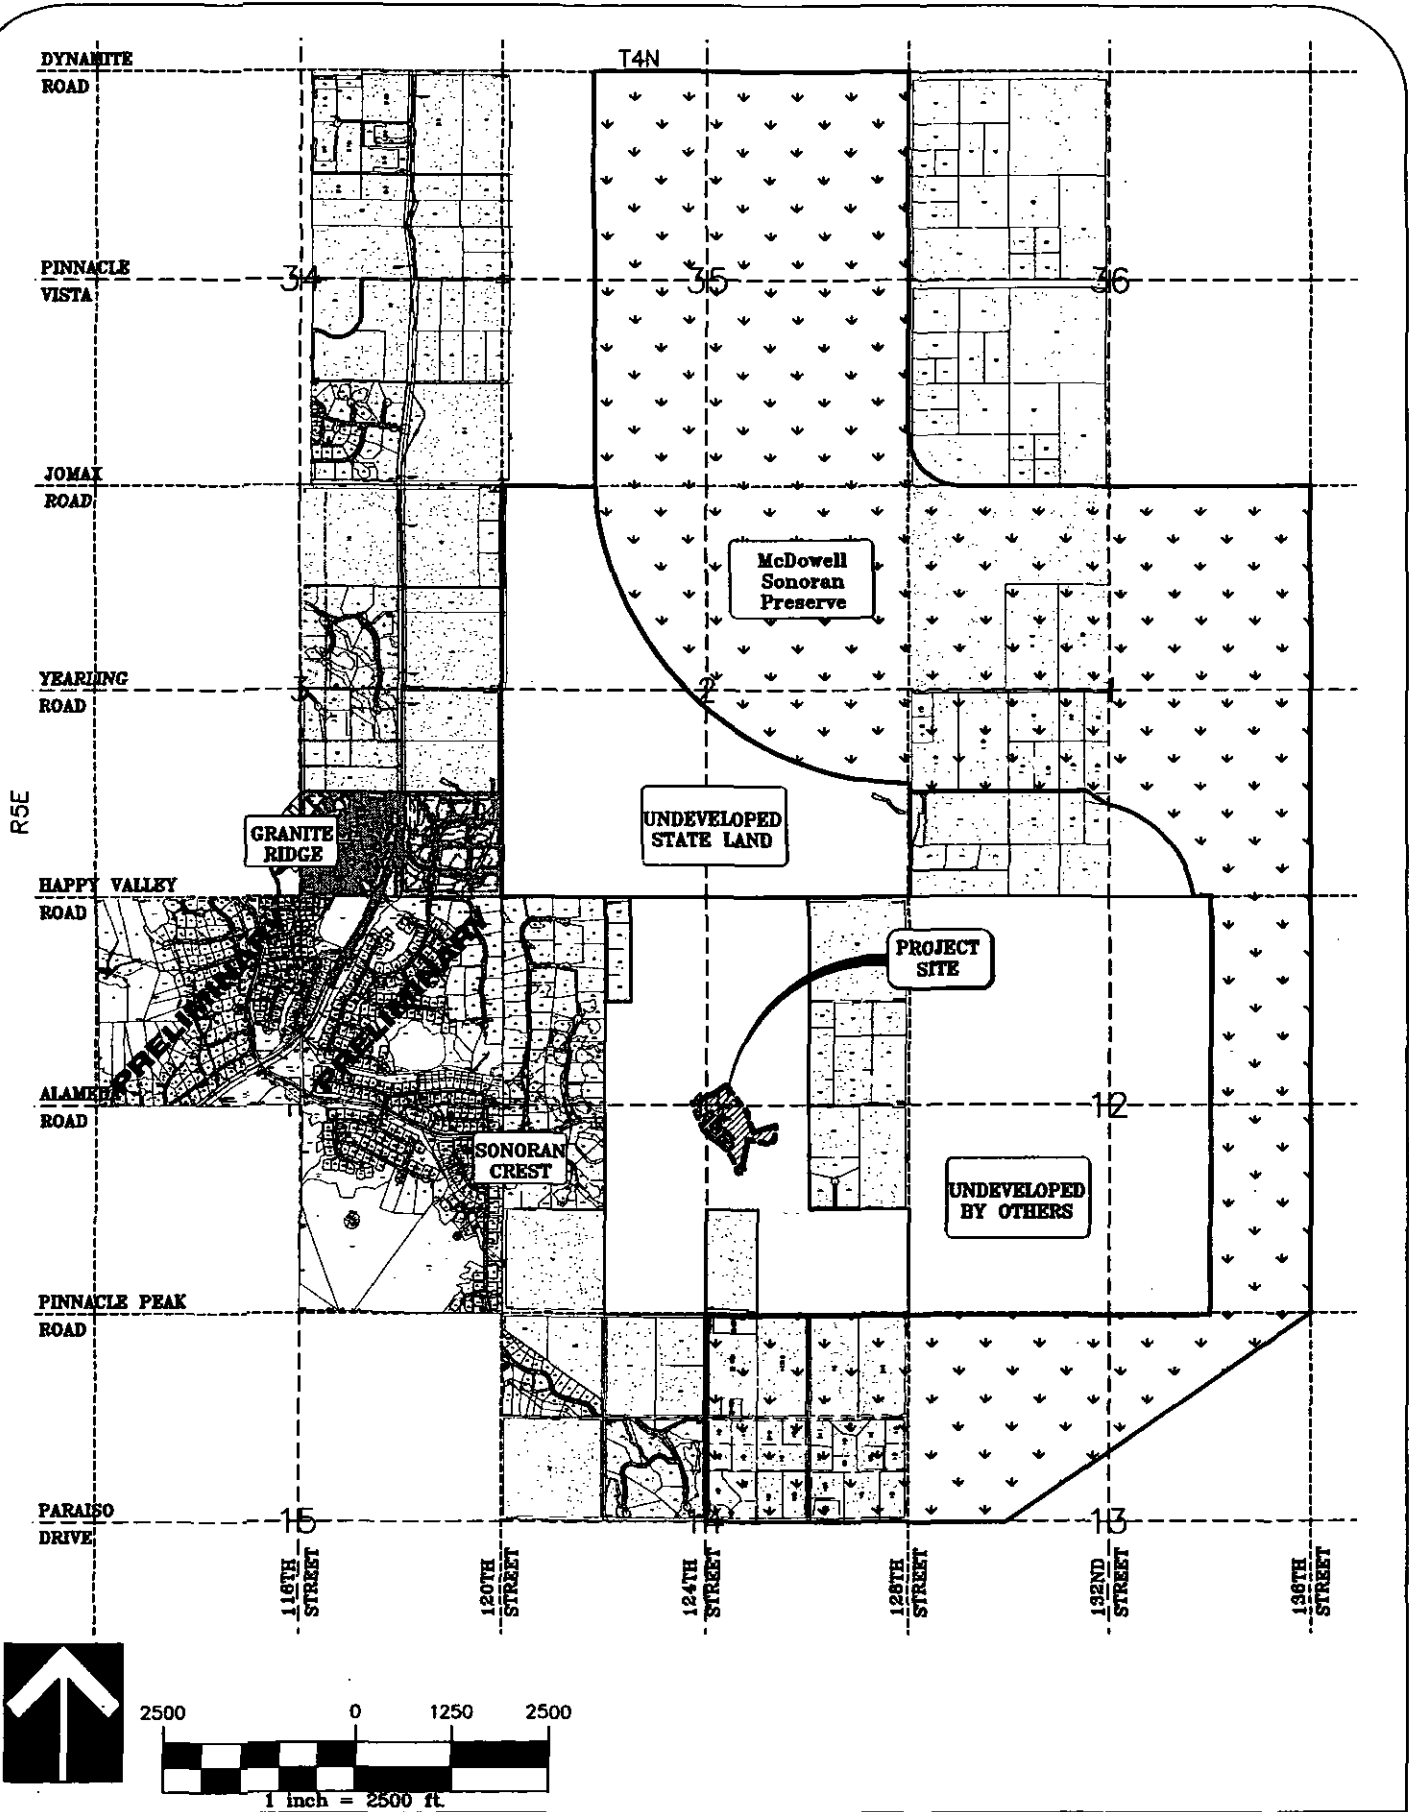 T4N
DYNAMITE
ROAD
PINNACLE
VISTA
34
35
36
JOMAX
ROAD
McDowell
Sonoran
Preserve
YEARLING
ROAD
3
2
1
R5E
GRANITE
RIDGE
UNDEVELOPED
STATE LAND
HAPPY VALLEY
ROAD
PROJECT
SITE
PRELIMINARY
PRELIMINARY
ALAMEDA
ROAD
12
SONORAN
CREST
UNDEVELOPED
BY OTHERS
PINNACLE PEAK
ROAD
PARAISO
DRIVE
15
14
13
116TH
STREET
120TH
STREET
124TH
STREET
128TH
STREET
132ND
STREET
136TH
STREET
2500 0 1250 2500
1 inch = 2500 ft.